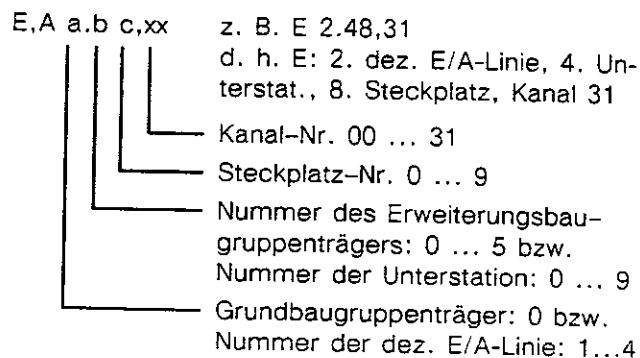 E,A a.b c,xx z. B. E 2.48,31
d. h. E: 2. dez. E/A-Linie, 4. Un-
terstat., 8. Steckplatz, Kanal 31
Kanal-Nr. 00 ... 31
Steckplatz-Nr. 0 ... 9
Nummer des Erweiterungsbau-
gruppenträgers: 0 ... 5 bzw.
Nummer der Unterstation: 0 ... 9
Grundbaugruppenträger: 0 bzw.
Nummer der dez. E/A-Linie: 1...4